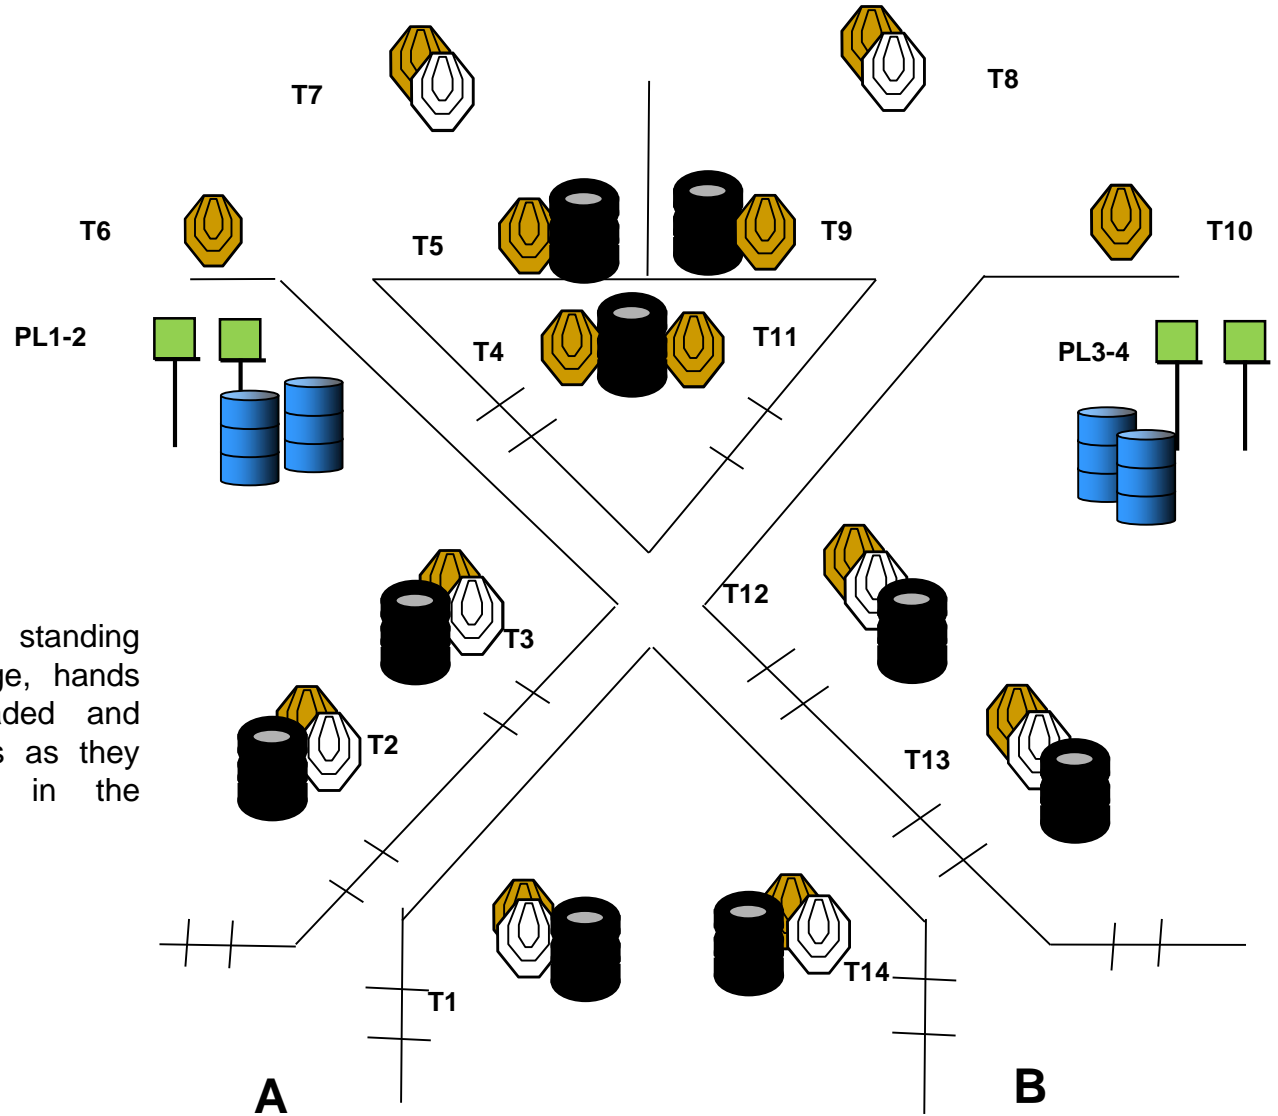 T7
T8
T6
T5
T9
T10
PL1-2
T4
T11
PL3-4
T12
standing
T3
hands
and
as they
T2
in the
T13
T14
T1
A
B